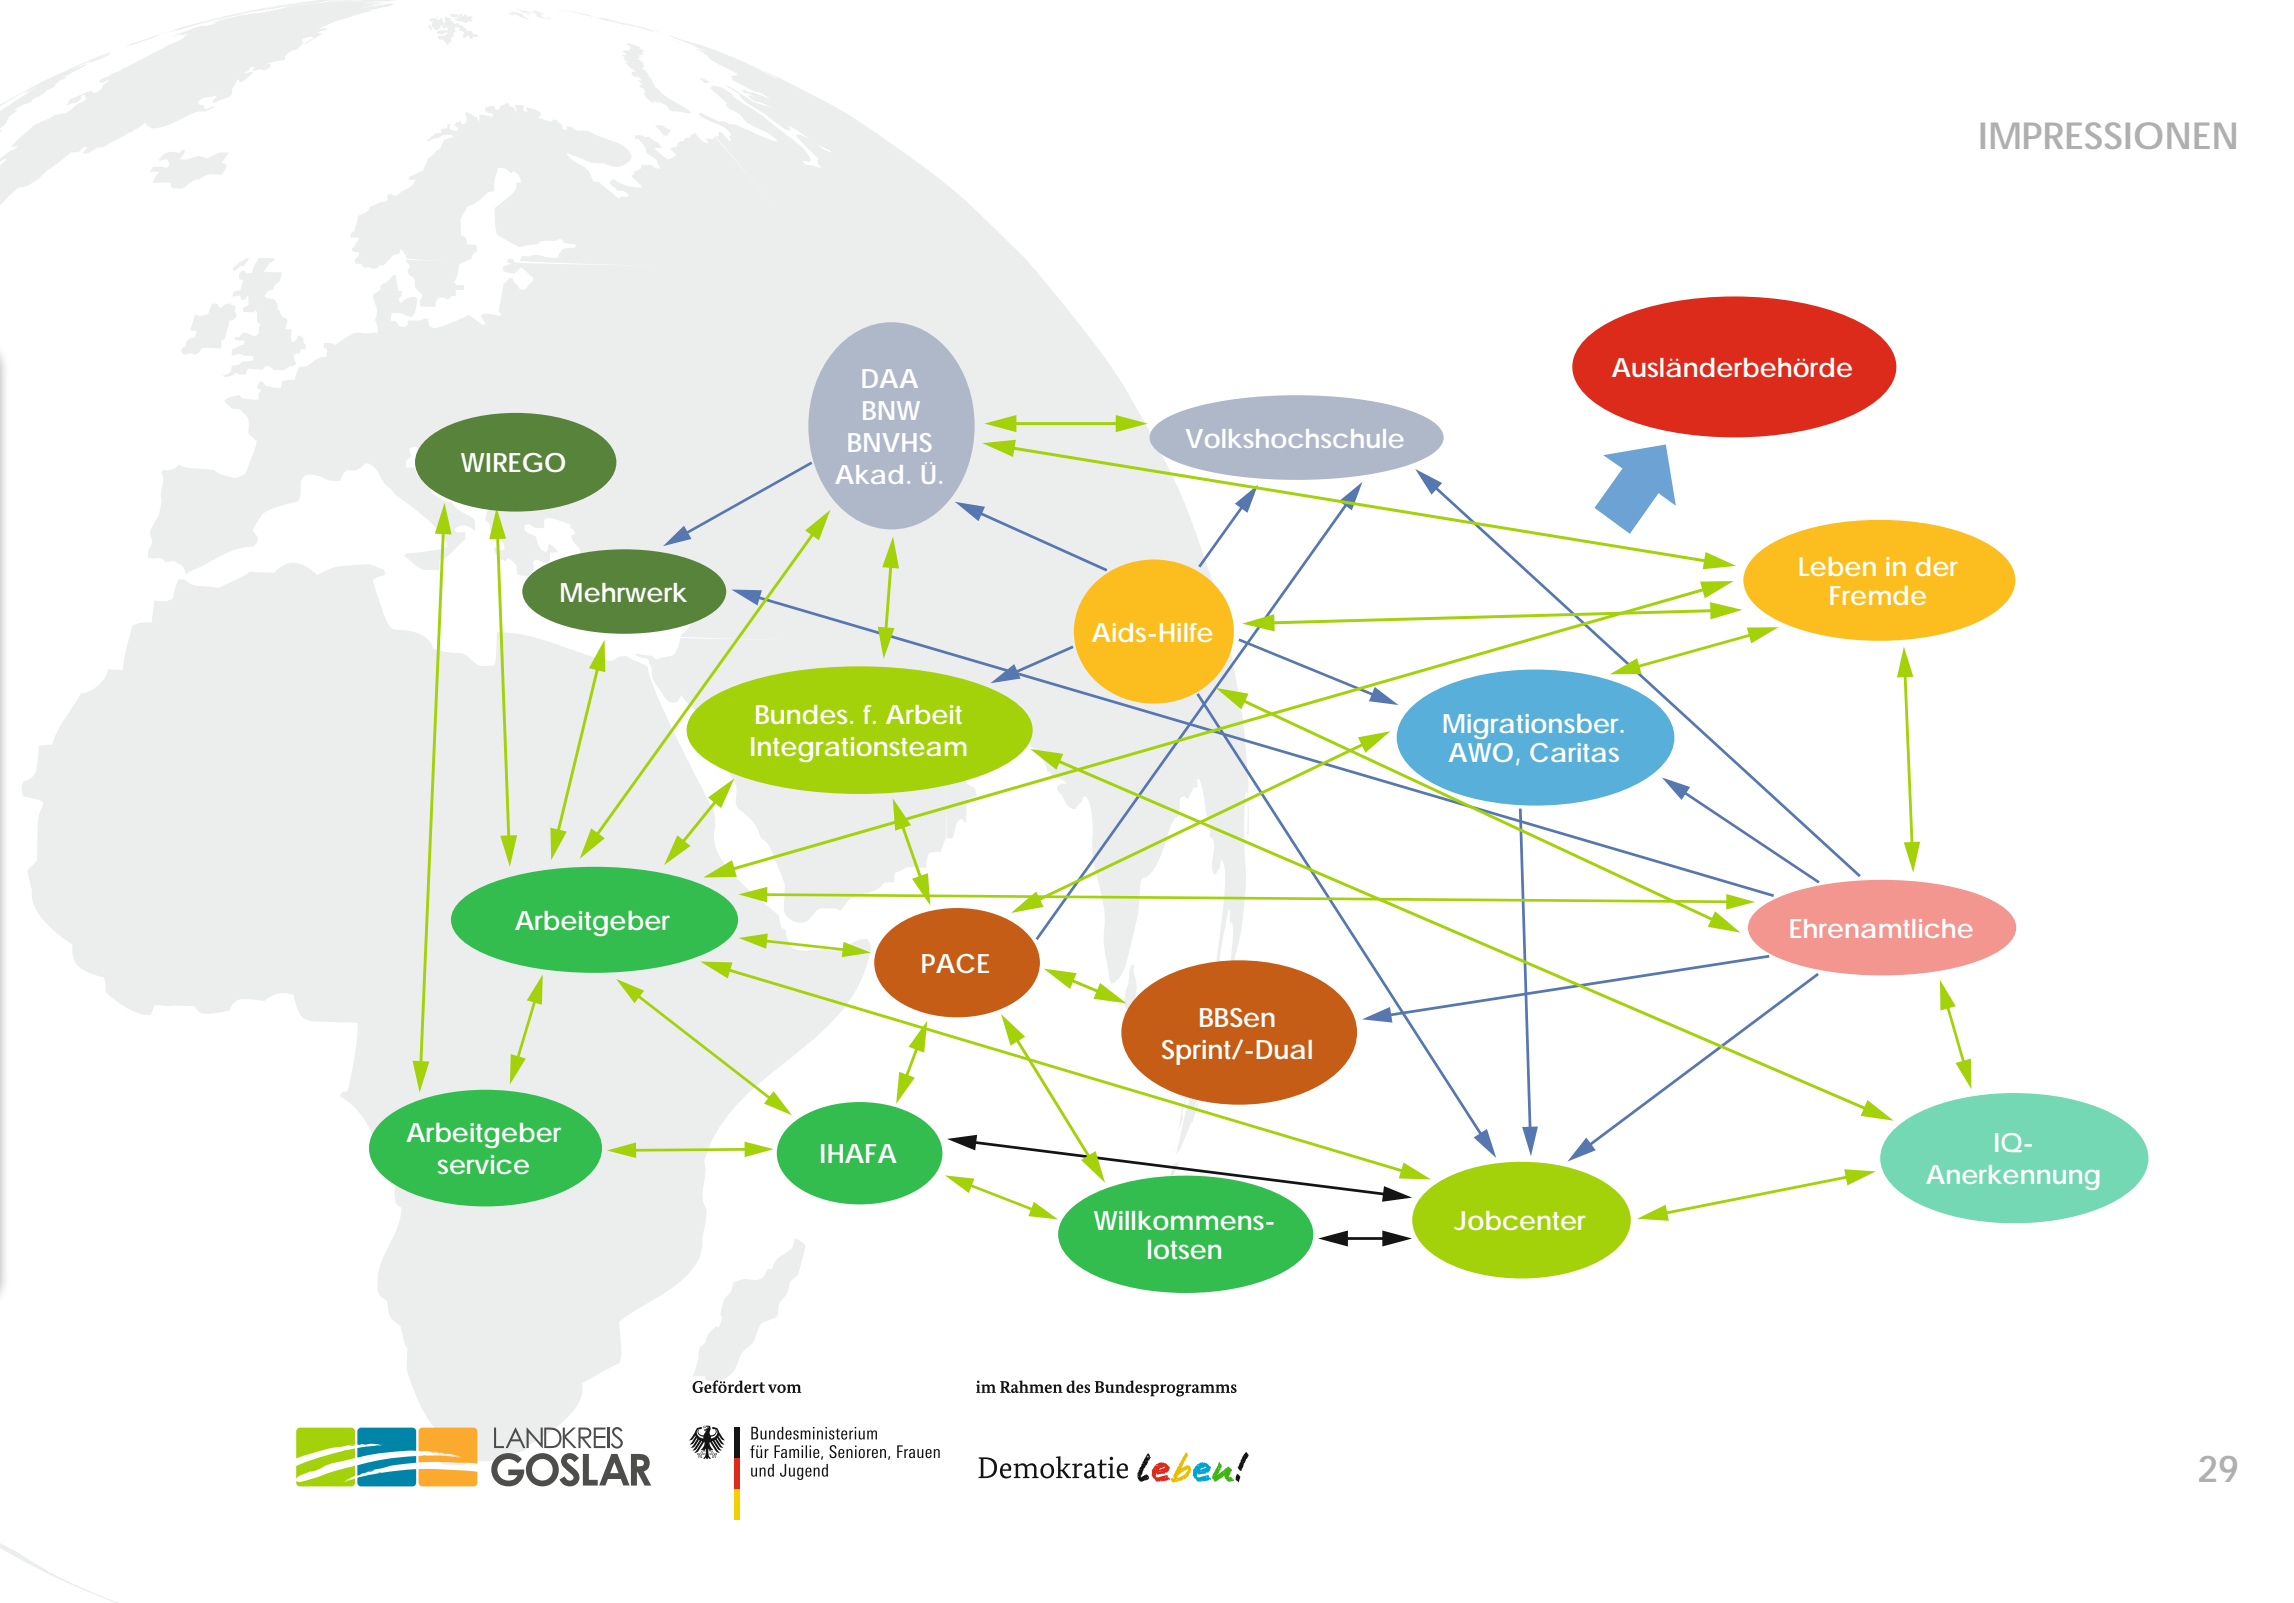 IMPRESSIONEN
Ausländerbehörde
DAA
BNW
BNVHS
Akad. Ü.
Volkshochschule
WIREGO
Mehrwerk
Leben in der
Fremde
Aids-Hilfe
Bundes. f. Arbeit
Integrationsteam
Migrationsber.
AWO, Caritas
Arbeitgeber
PACE
Ehrenamtliche
BBSen
Sprint/-Dual
Arbeitgeber
service
IHAFA
IQ-
Anerkennung
Willkommens-
lotsen
Jobcenter
Gefördert vom
im Rahmen des Bundesprogramms
LANDKREIS
GOSLAR
Bundesministerium
für Familie, Senioren, Frauen
und Jugend
Demokratie leben!
29